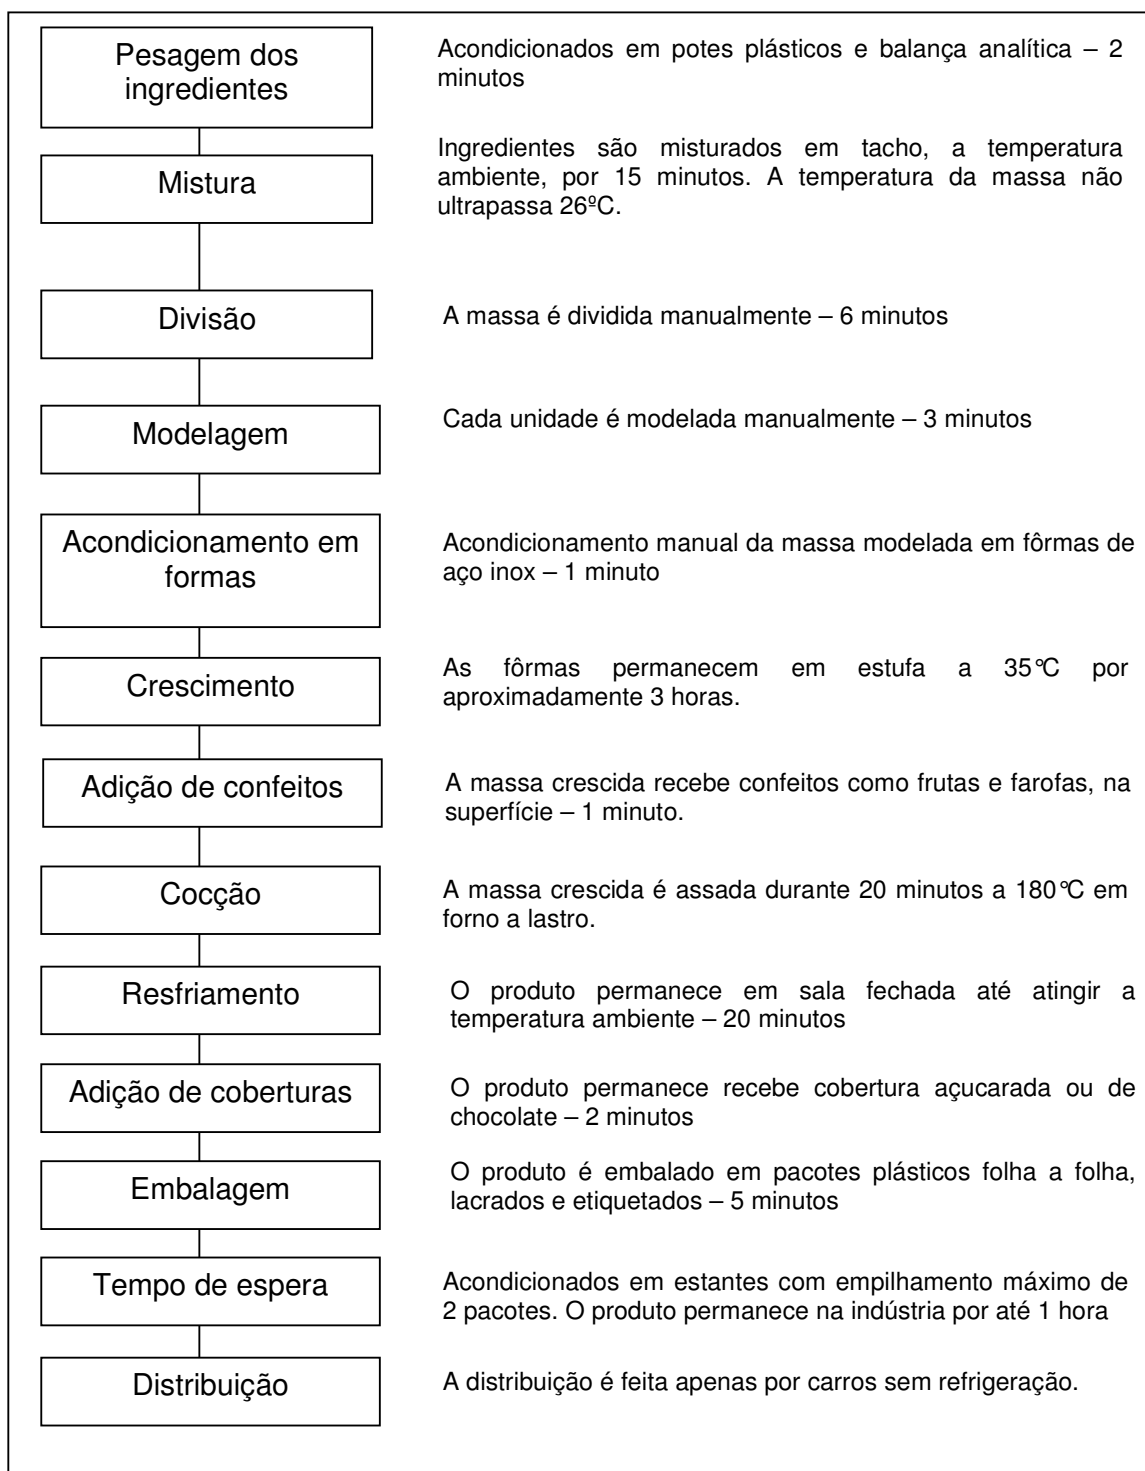 Pesagem dos
ingredientes
Acondicionados em potes plásticos e balança analítica – 2
minutos
Mistura
Ingredientes são misturados em tacho, a temperatura
ambiente, por 15 minutos. A temperatura da massa não
ultrapassa 26ºC.
Divisão
A massa é dividida manualmente – 6 minutos
Modelagem
Cada unidade é modelada manualmente – 3 minutos
Acondicionamento em
formas
Acondicionamento manual da massa modelada em fôrmas de
aço inox – 1 minuto
Crescimento
As fôrmas permanecem em estufa a 35°C por
aproximadamente 3 horas.
Adição de confeitos
A massa crescida recebe confeitos como frutas e farofas, na
superfície – 1 minuto.
Cocção
A massa crescida é assada durante 20 minutos a 180°C em
forno a lastro.
Resfriamento
O produto permanece em sala fechada até atingir a
temperatura ambiente – 20 minutos
Adição de coberturas
O produto permanece recebe cobertura açucarada ou de
chocolate – 2 minutos
Embalagem
O produto é embalado em pacotes plásticos folha a folha,
lacrados e etiquetados – 5 minutos
Tempo de espera
Acondicionados em estantes com empilhamento máximo de
2 pacotes. O produto permanece na indústria por até 1 hora
Distribuição
A distribuição é feita apenas por carros sem refrigeração.